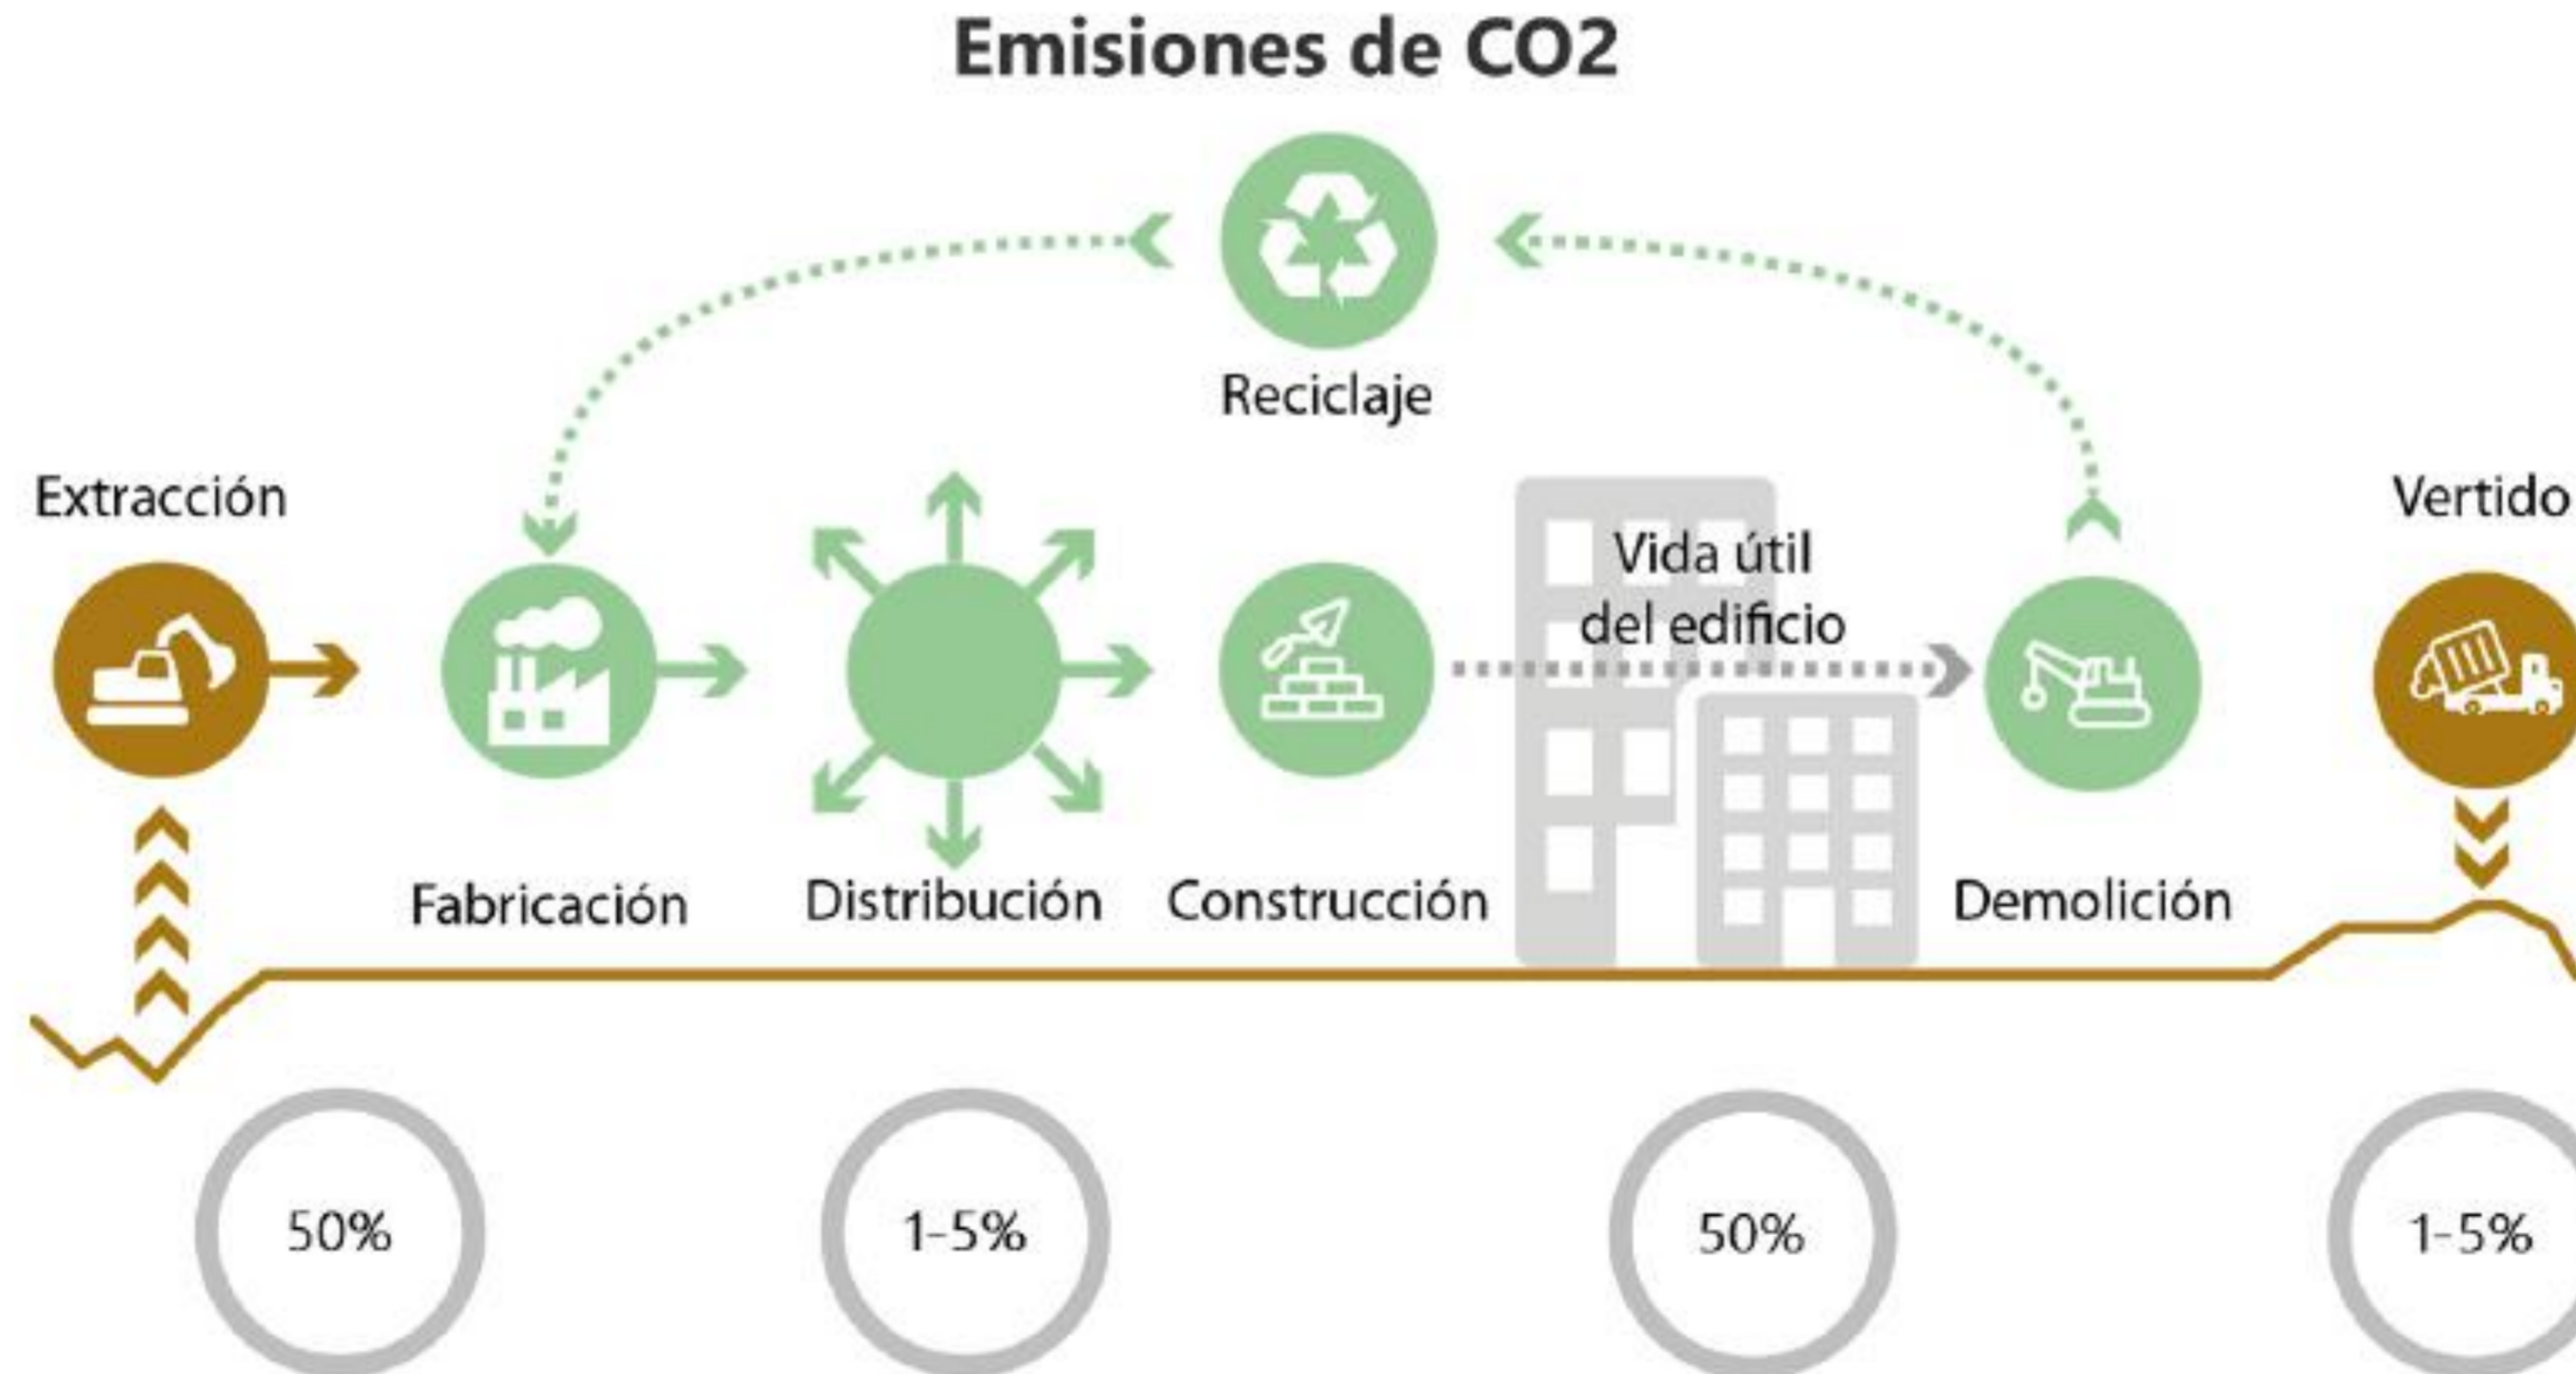 Emisiones de CO2
Reciclaje
Extracción
Vertido
Vida útil
del edificio
Fabricación
Distribución
Construcción
Demolición
50%
1-5%
50%
1-5%